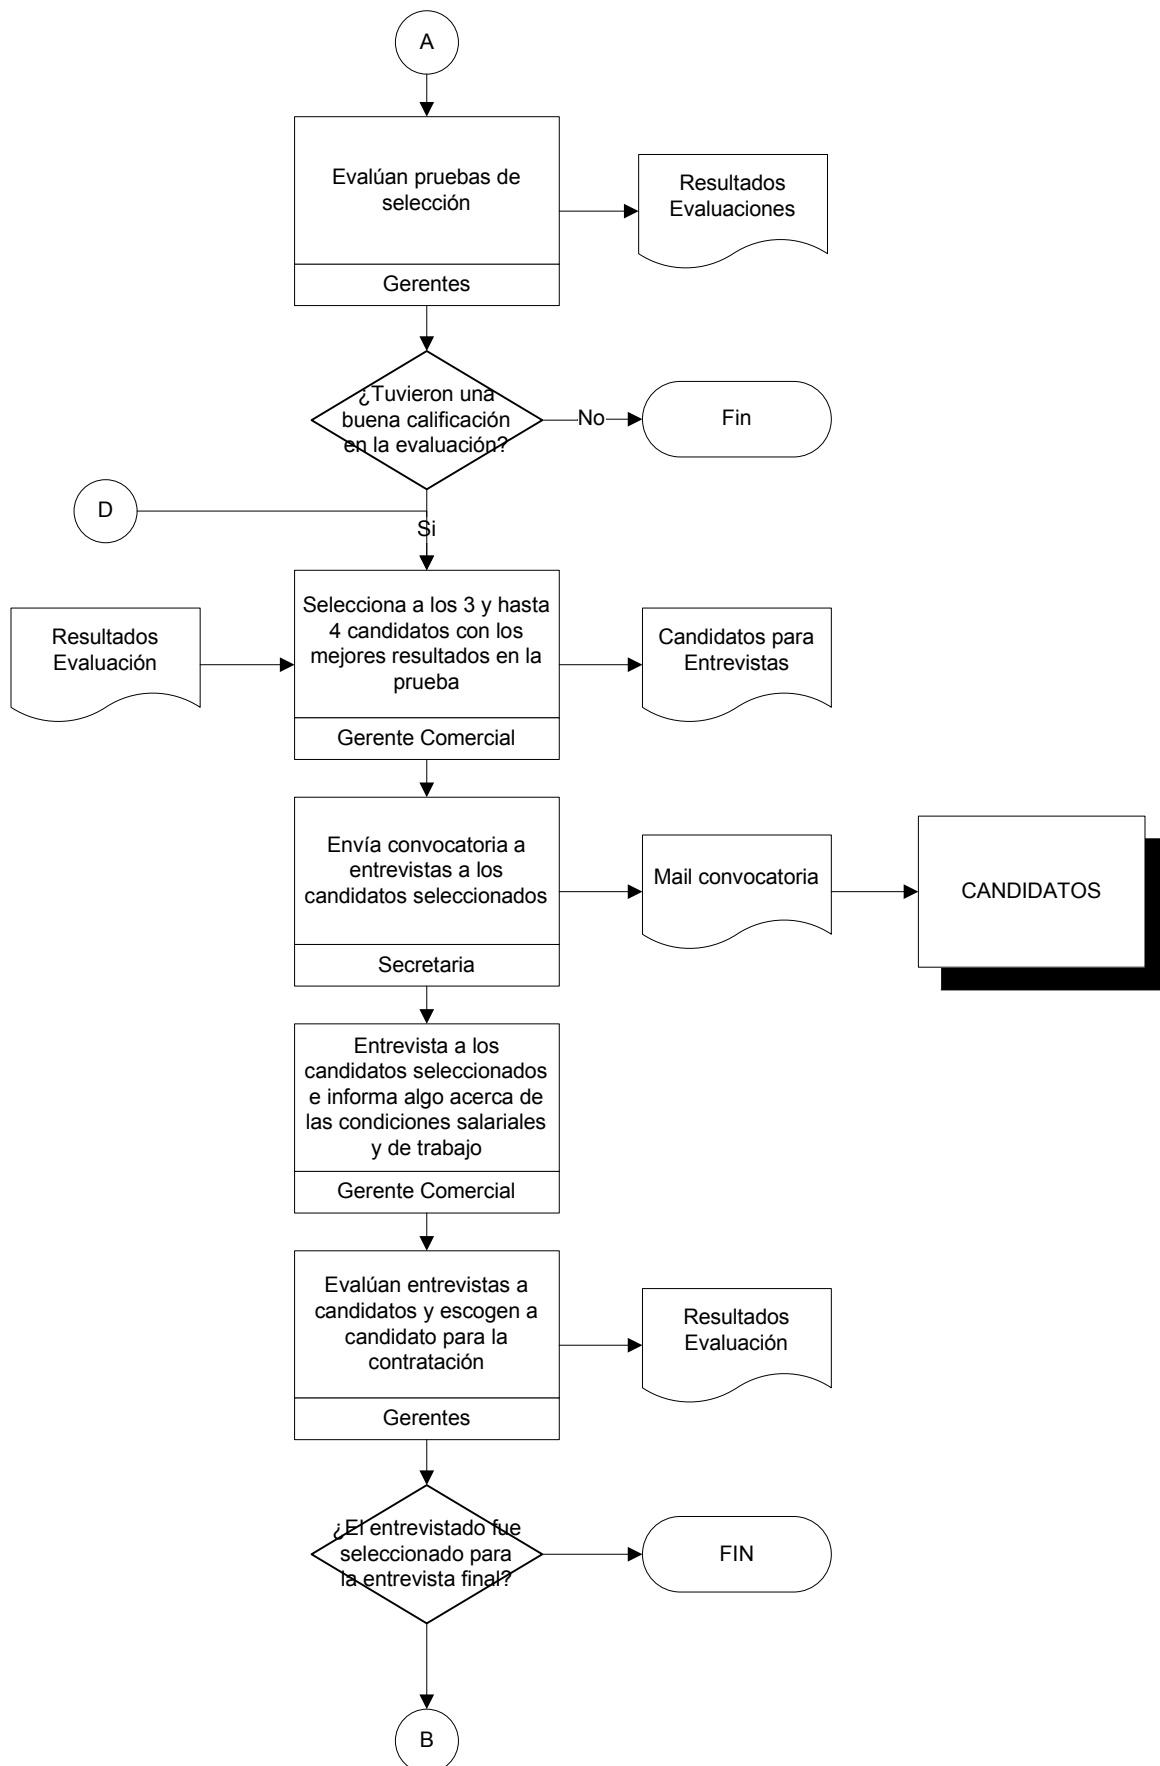 A
Evalúan pruebas de
selección
Gerentes
Resultados
Evaluaciones
¿Tuvieron una
buena calificación
en la evaluación?
No
Fin
D
Si
Resultados
Evaluación
Selecciona a los 3 y hasta
4 candidatos con los
mejores resultados en la
prueba
Gerente Comercial
Candidatos para
Entrevistas
Envía convocatoria a
entrevistas a los
candidatos seleccionados
Secretaria
Mail convocatoria
CANDIDATOS
Entrevista a los
candidatos seleccionados
e informa algo acerca de
las condiciones salariales
y de trabajo
Gerente Comercial
Evalúan entrevistas a
candidatos y escogen a
candidato para la
contratación
Gerentes
Resultados
Evaluación
¿El entrevistado fue
seleccionado para
la entrevista final?
FIN
B